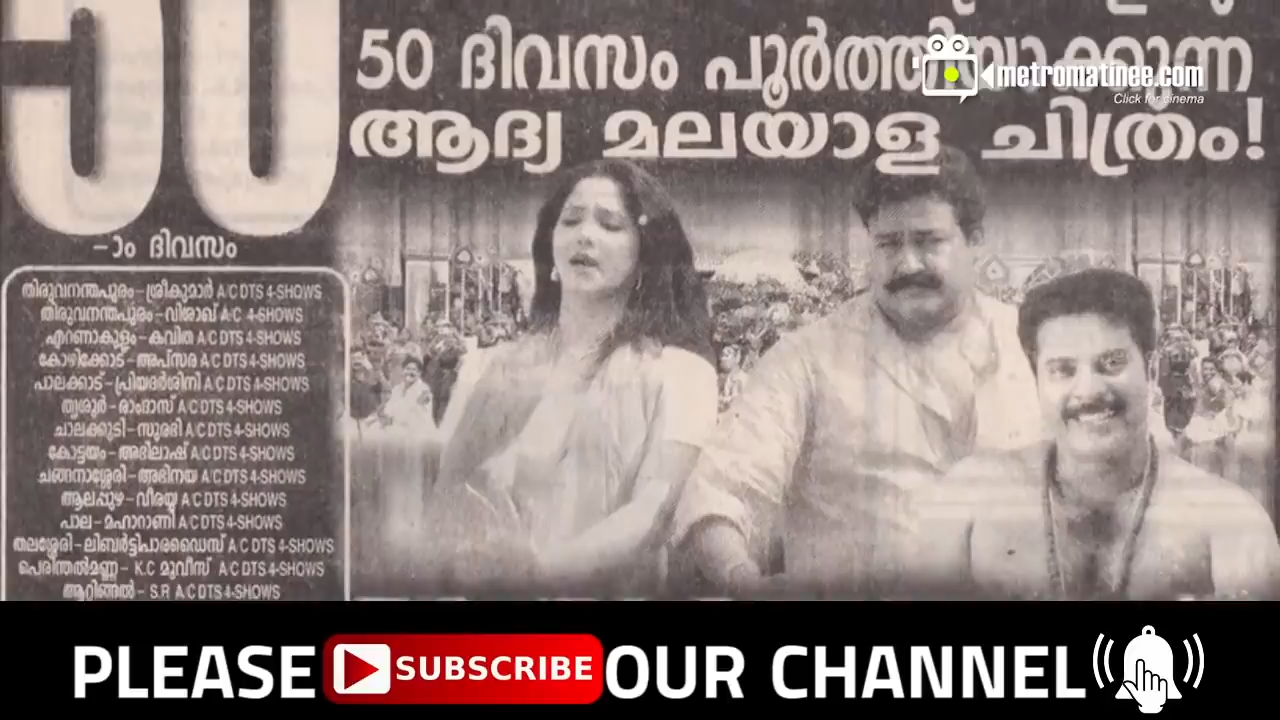 50
50 ദിവസം പൂർത്തിയാക്കുന്ന
ആദ്യ മലയാള ചിത്രം!
metromatinee.com
Click for cinema
-ാം ദിവസം
തിരുവനന്തപുരം-ശ്രീകുമാർ A/C DTS 4-SHOWS
തിരുവനന്തപുരം-വിശാഖ് A/C 4-SHOWS
എറണാകുളം-കവിത A/C DTS 4-SHOWS
കോഴിക്കോട്-അപ്സര A/C DTS 4-SHOWS
പാലക്കാട്-പ്രിയദർശിനി A/C DTS 4-SHOWS
തൃശൂർ-രാംദാസ് A/C DTS 4-SHOWS
ചാലക്കുടി-സുരഭി A/C DTS 4-SHOWS
കോട്ടയം-അഭിലാഷ് A/C DTS 4-SHOWS
ചങ്ങനാശ്ശേരി-അഭിനയ A/C DTS 4-SHOWS
ആലപ്പുഴ-വീരയ്യ A/C DTS 4-SHOWS
പാല-മഹാറാണി A/C DTS 4-SHOWS
തലശ്ശേരി-ലിബർട്ടിപാരഡൈസ് A/C DTS 4-SHOWS
പെരിന്തൽമണ്ണ-K.C മൂവീസ് A/C DTS 4-SHOWS
ആറ്റിങ്ങൽ-S.R A/C DTS 4-SHOWS
PLEASE SUBSCRIBE OUR CHANNEL